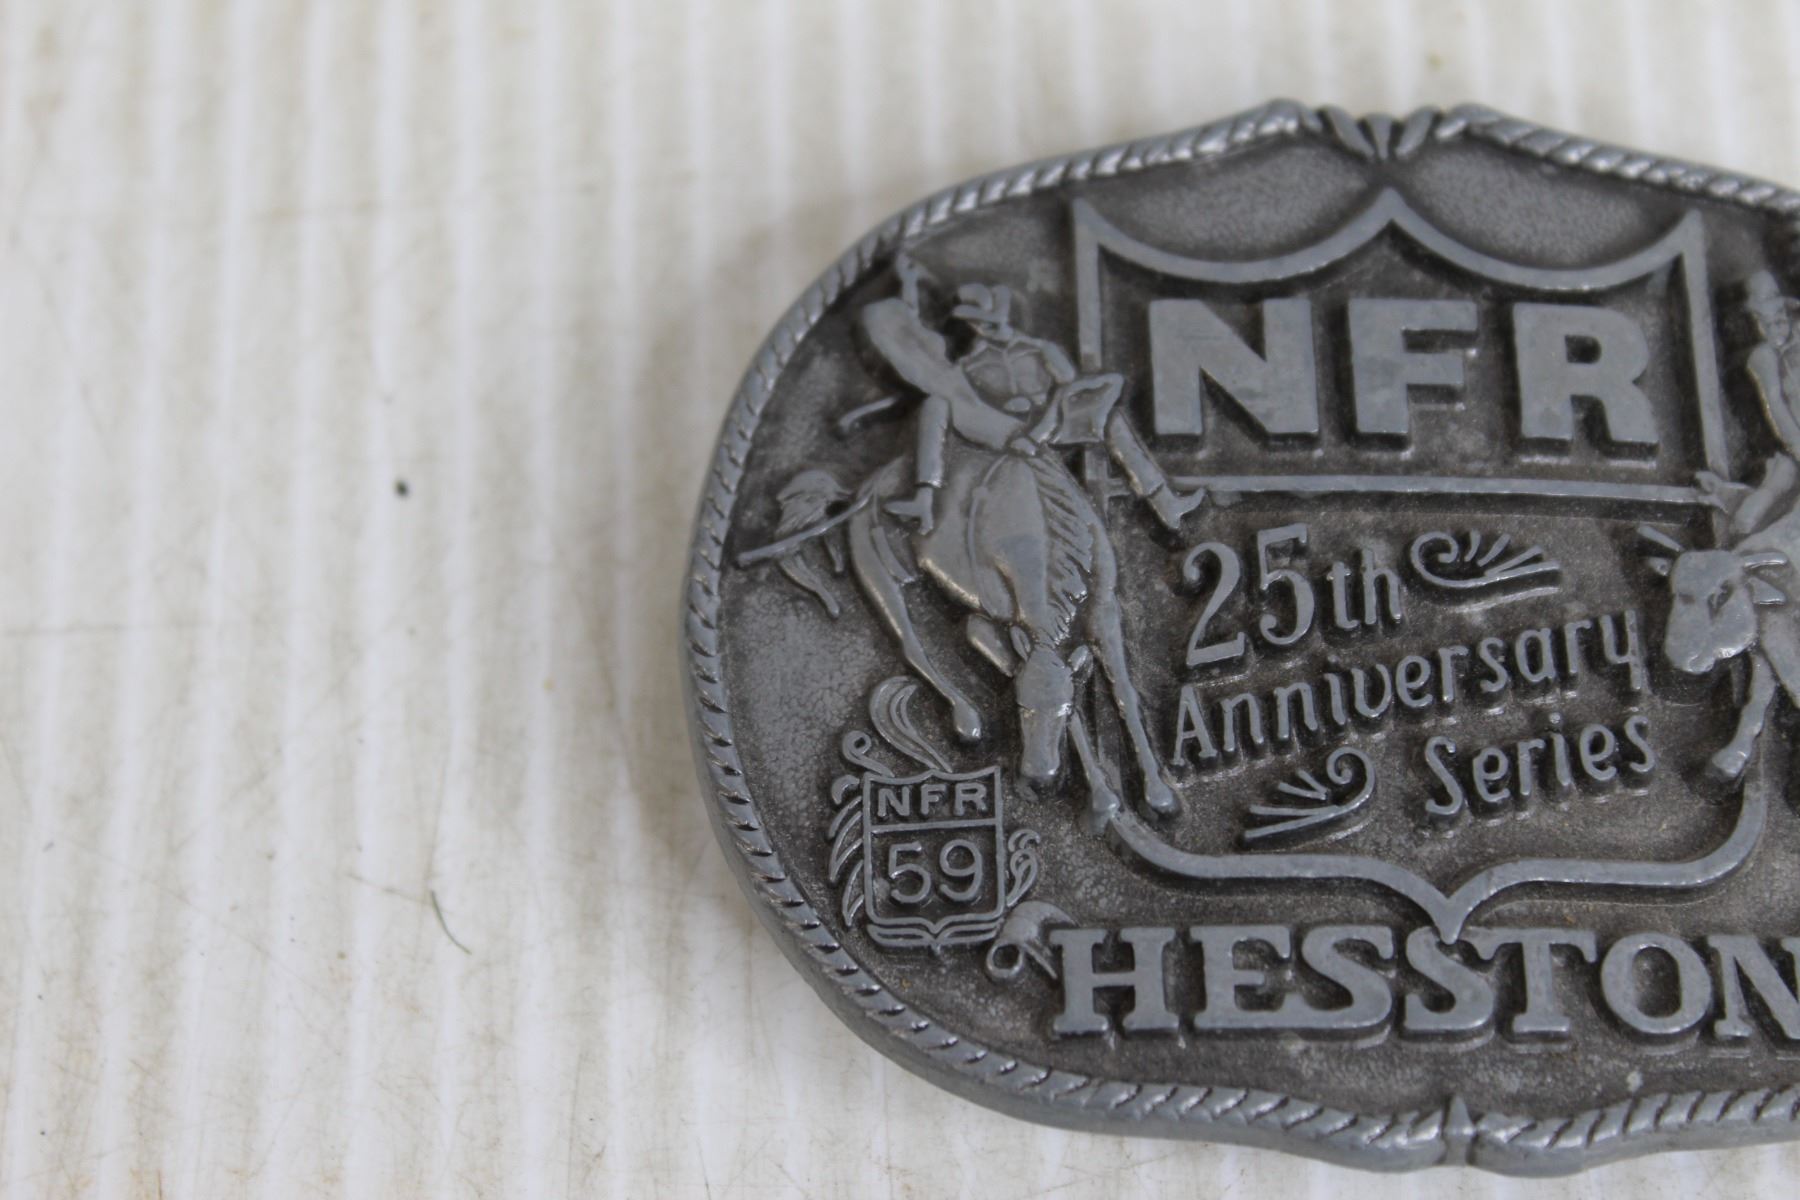 NFR
25th
Anniversary
Series
NFR
59
HESSTON